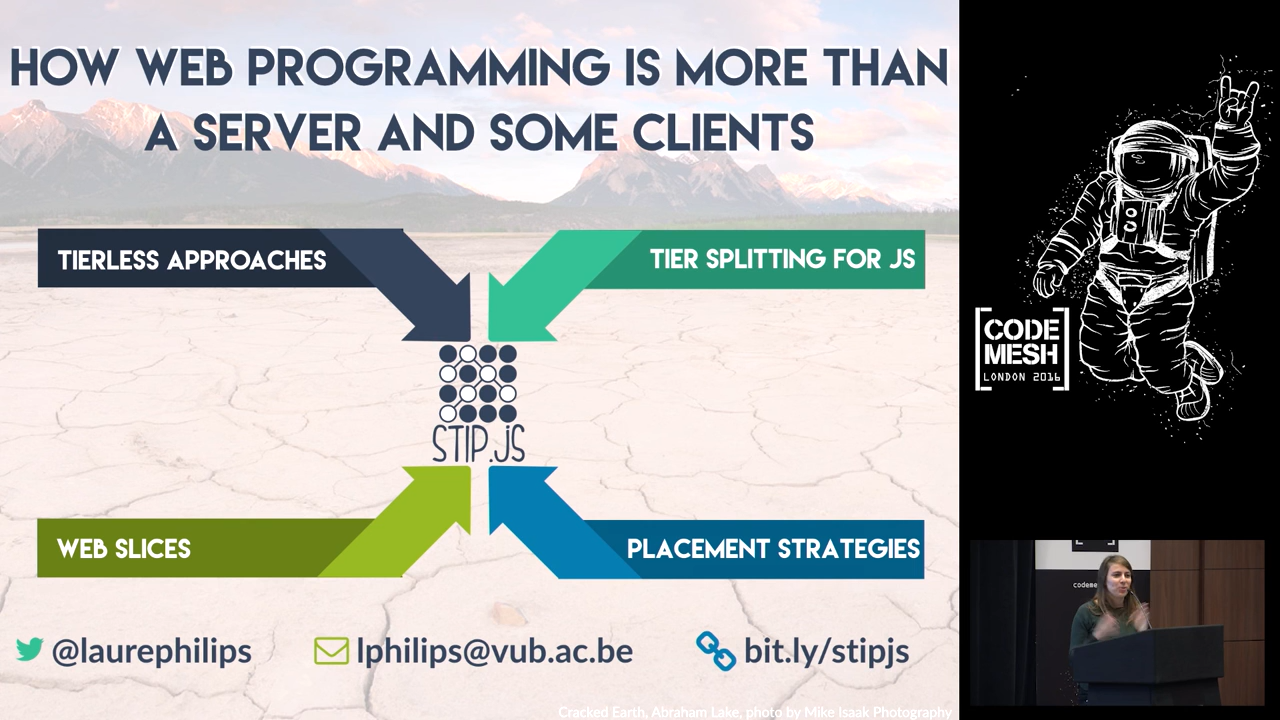 HOW WEB PROGRAMMING IS MORE THAN
A SERVER AND SOME CLIENTS
TIERLESS APPROACHES
TIER SPLITTING FOR JS
STIP.JS
WEB SLICES
PLACEMENT STRATEGIES
@laurephilips
lphilips@vub.ac.be
bit.ly/stipjs
Cracked Earth, Abraham Lake, photo by Mike Isaak Photography
CODE
MESH
LONDON 2016
codeme